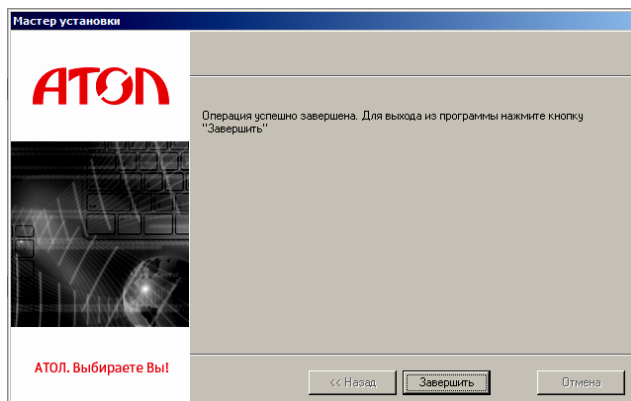 Мастер установки
АТОЛ
Операция успешно завершена. Для выхода из программы нажмите кнопку
"Завершить"
АТОЛ. Выбираете Вы!
<< Назад
Завершить
Отмена